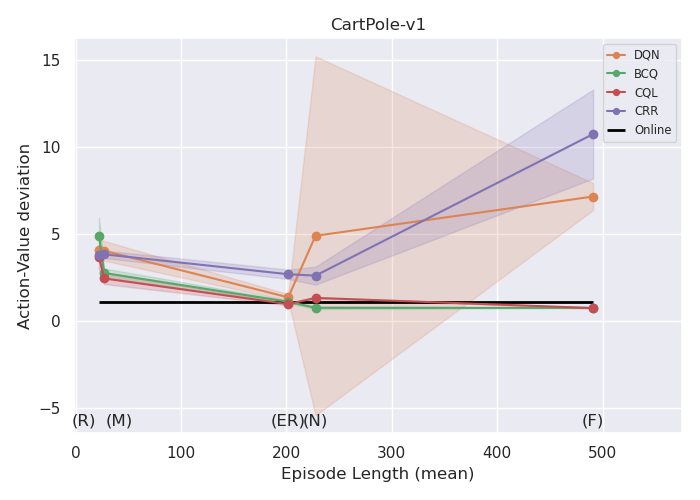 CartPole-v1
15
10
5
0
−5
Action-Value deviation
DQN
BCQ
CQL
CRR
Online
(R) (M) (ER) (N) (F)
0 100 200 300 400 500
Episode Length (mean)